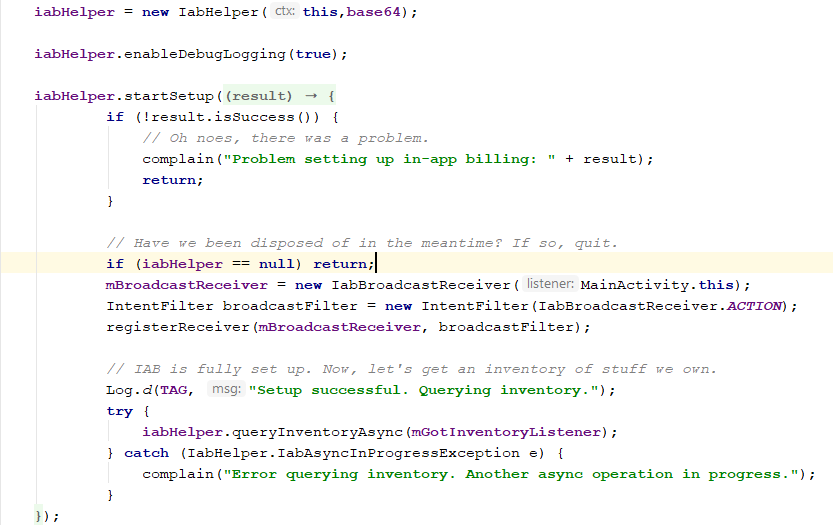 iabHelper = new IabHelper( ctx: this,base64);
iabHelper.enableDebugLogging(true);
iabHelper.startSetup((result) → {
if (!result.isSuccess()) {
// Oh noes, there was a problem.
complain("Problem setting up in-app billing: " + result);
return;
}
// Have we been disposed of in the meantime? If so, quit.
if (iabHelper == null) return;
mBroadcastReceiver = new IabBroadcastReceiver( listener: MainActivity.this);
IntentFilter broadcastFilter = new IntentFilter(IabBroadcastReceiver.ACTION);
registerReceiver(mBroadcastReceiver, broadcastFilter);
// IAB is fully set up. Now, let's get an inventory of stuff we own.
Log.d(TAG, msg: "Setup successful. Querying inventory.");
try {
iabHelper.queryInventoryAsync(mGotInventoryListener);
} catch (IabHelper.IabAsyncInProgressException e) {
complain("Error querying inventory. Another async operation in progress.");
}
});